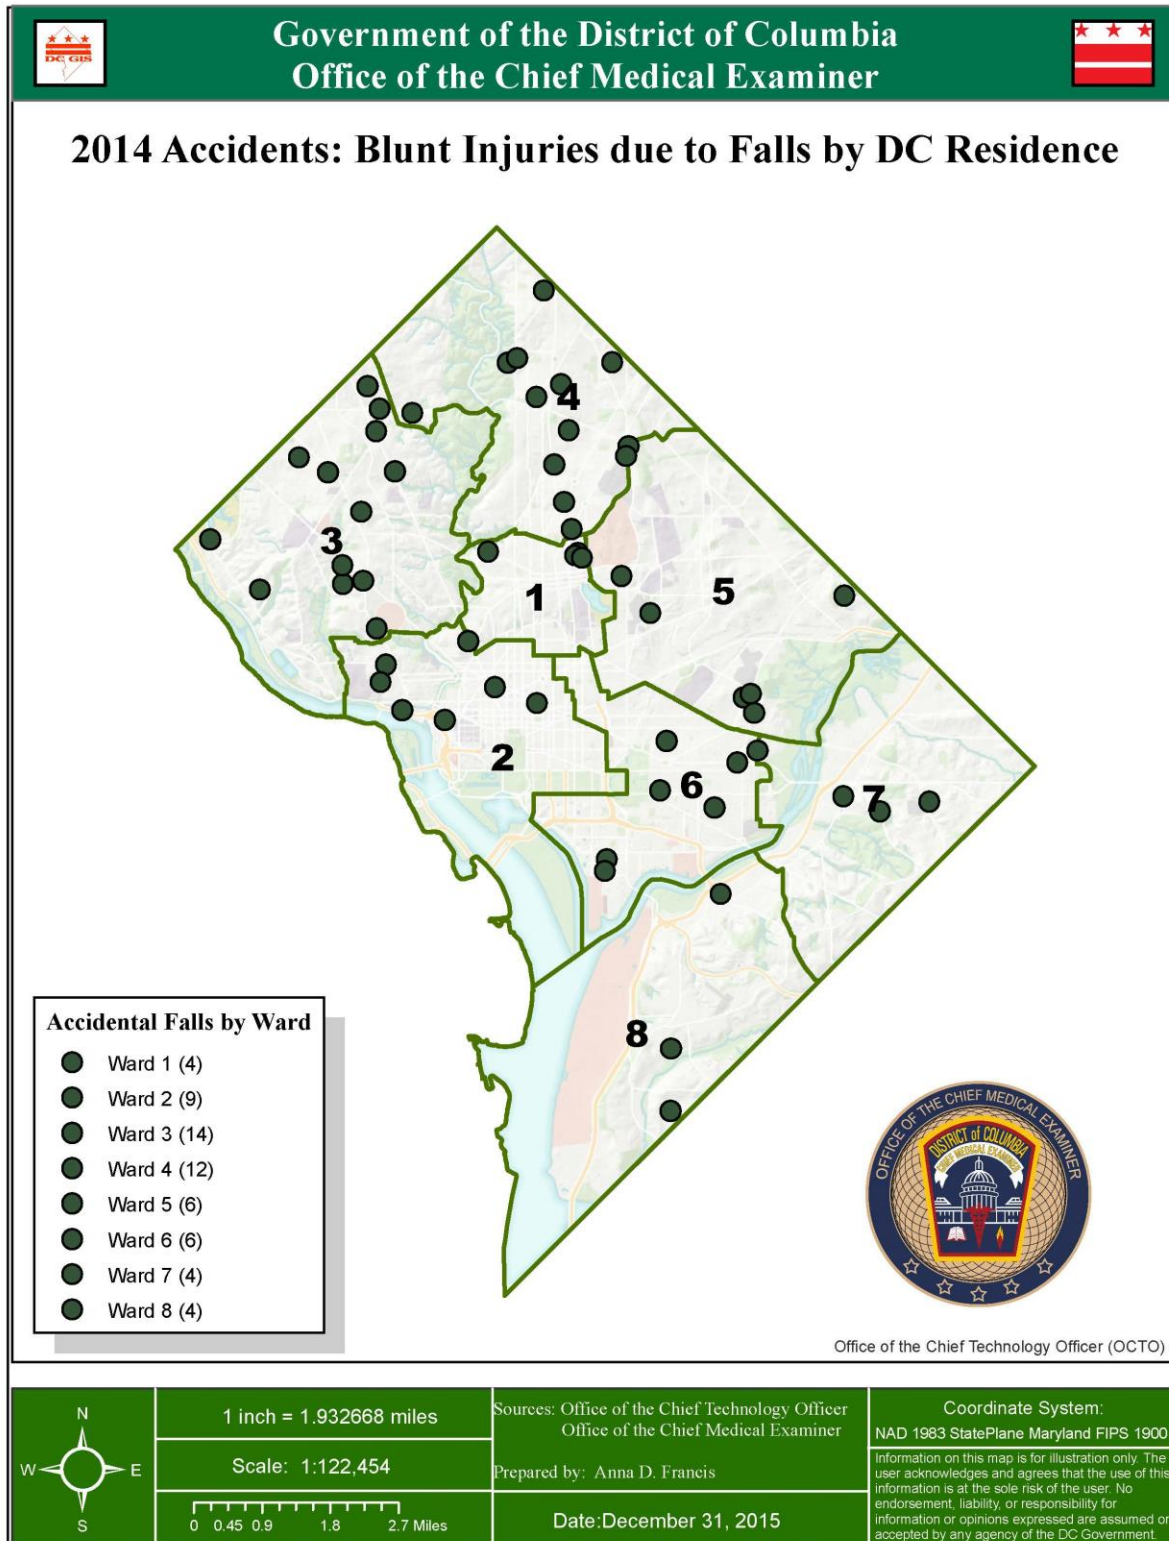 DC GIS
Government of the District of Columbia
Office of the Chief Medical Examiner
2014 Accidents: Blunt Injuries due to Falls by DC Residence
4
3
1
5
2
6
7
8
Accidental Falls by Ward
Ward 1 (4)
Ward 2 (9)
Ward 3 (14)
Ward 4 (12)
Ward 5 (6)
Ward 6 (6)
Ward 7 (4)
Ward 8 (4)
OFFICE OF THE CHIEF MEDICAL EXAMINER
DISTRICT of COLUMBIA
CHIEF MEDICAL EXAMINER
Office of the Chief Technology Officer (OCTO)
N
W E
S
1 inch = 1.932668 miles
Scale: 1:122,454
0 0.45 0.9 1.8 2.7 Miles
Sources: Office of the Chief Technology Officer
Office of the Chief Medical Examiner
Prepared by: Anna D. Francis
Date:December 31, 2015
Coordinate System:
NAD 1983 StatePlane Maryland FIPS 1900
Information on this map is for illustration only. The
user acknowledges and agrees that the use of this
information is at the sole risk of the user. No
endorsement, liability, or responsibility for
information or opinions expressed are assumed or
accepted by any agency of the DC Government.